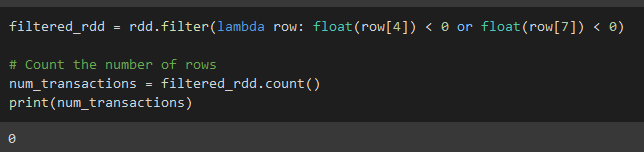 filtered_rdd = rdd.filter(lambda row: float(row[4]) < 0 or float(row[7]) < 0)
# Count the number of rows
num_transactions = filtered_rdd.count()
print(num_transactions)
0